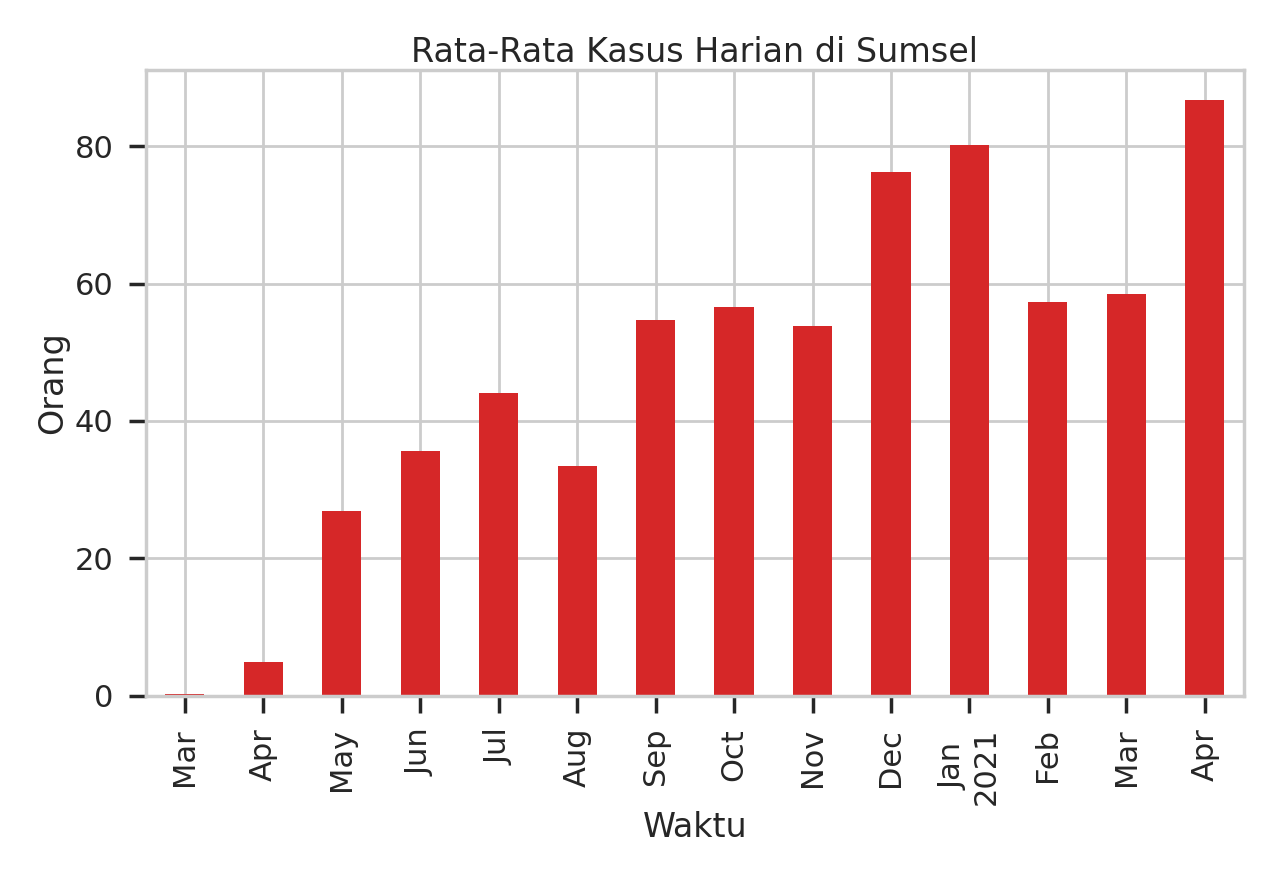 Rata-Rata Kasus Harian di Sumsel
Orang
80
60
40
20
0
Mar
Apr
May
Jun
Jul
Aug
Sep
Oct
Nov
Dec
Jan
2021
Feb
Mar
Apr
Waktu